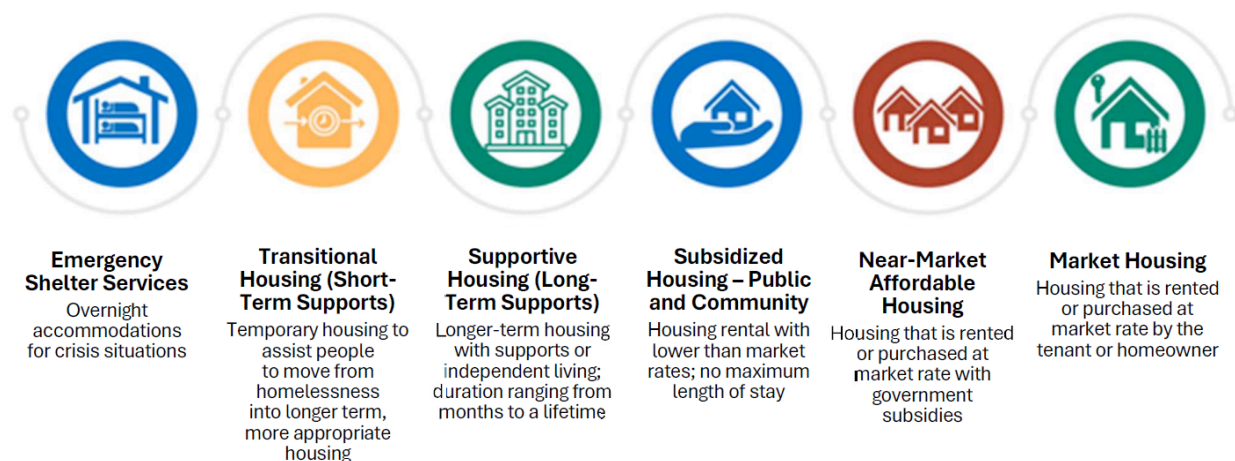 Emergency
Shelter Services
Overnight
accommodations
for crisis situations
Transitional
Housing (Short-
Term Supports)
Temporary housing to
assist people
to move from
homelessness
into longer term,
more appropriate
housing
Supportive
Housing (Long-
Term Supports)
Longer-term housing
with supports or
independent living;
duration ranging from
months to a lifetime
Subsidized
Housing – Public
and Community
Housing rental with
lower than market
rates; no maximum
length of stay
Near-Market
Affordable
Housing
Housing that is rented
or purchased at
market rate with
government
subsidies
Market Housing
Housing that is rented
or purchased at
market rate by the
tenant or homeowner